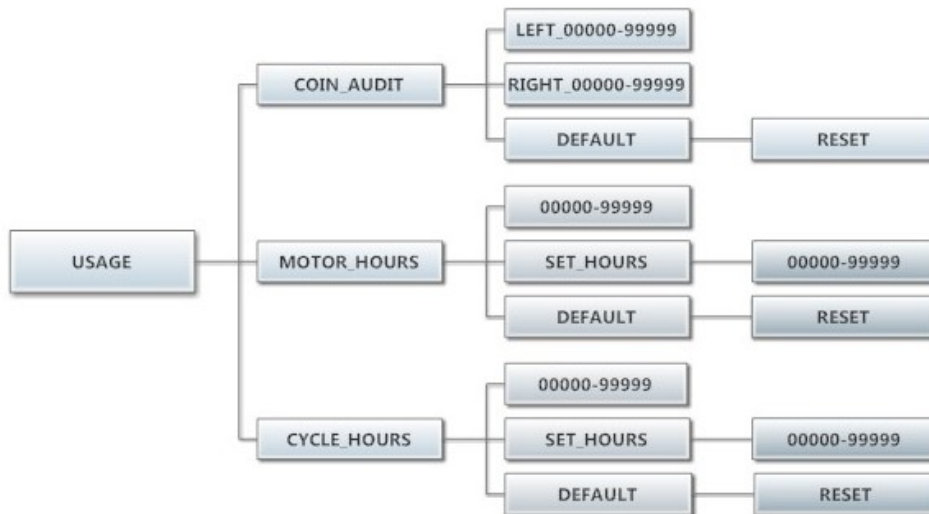 LEFT_00000-99999
COIN_AUDIT
RIGHT_00000-99999
DEFAULT
RESET
00000-99999
USAGE
MOTOR_HOURS
SET_HOURS
00000-99999
DEFAULT
RESET
00000-99999
CYCLE_HOURS
SET_HOURS
00000-99999
DEFAULT
RESET